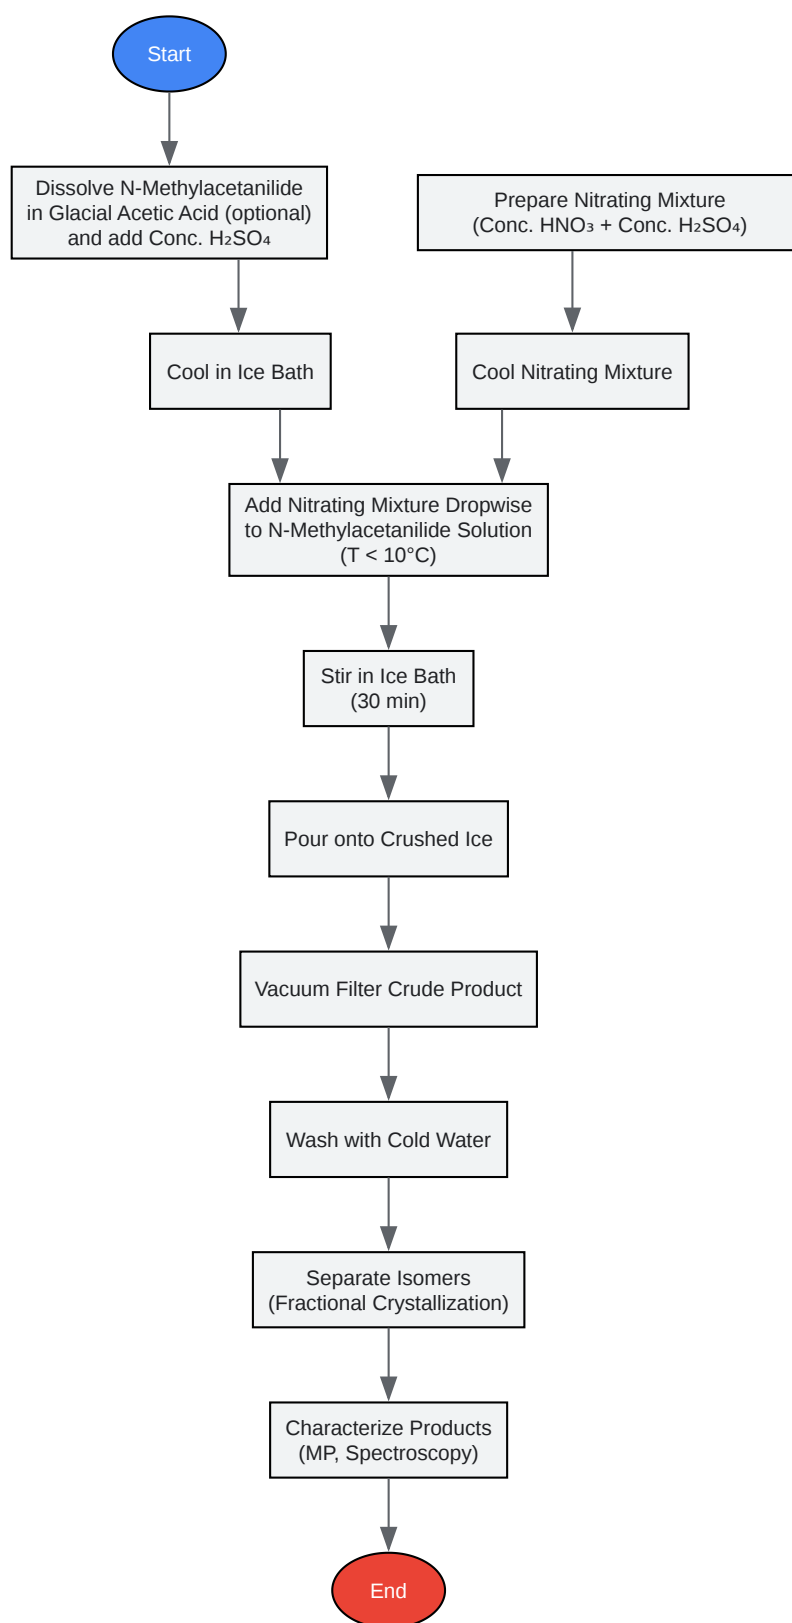 Start
Dissolve N-Methylacetanilide
in Glacial Acetic Acid (optional)
and add Conc. H₂SO₄
Prepare Nitrating Mixture
(Conc. HNO₃ + Conc. H₂SO₄)
Cool in Ice Bath
Cool Nitrating Mixture
Add Nitrating Mixture Dropwise
to N-Methylacetanilide Solution
(T < 10°C)
Stir in Ice Bath
(30 min)
Pour onto Crushed Ice
Vacuum Filter Crude Product
Wash with Cold Water
Separate Isomers
(Fractional Crystallization)
Characterize Products
(MP, Spectroscopy)
End